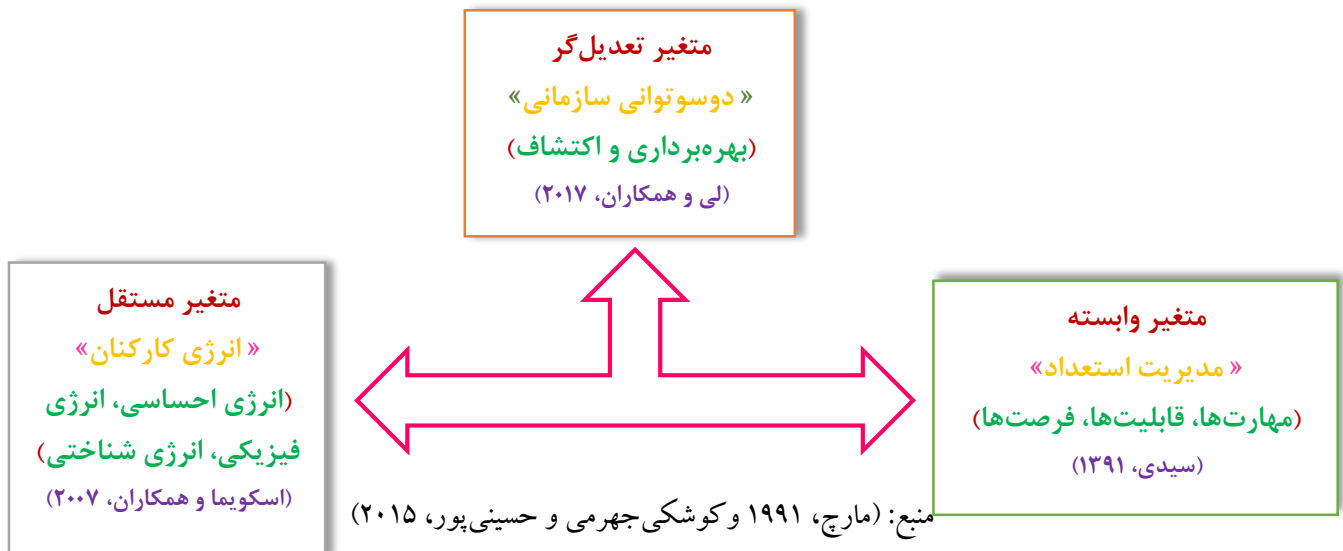 متغیر تعدیل‌گر
«دوسوتوانی سازمانی»
(بهره‌برداری و اکتشاف)
(لی و همکاران، ۲۰۱۷)
متغیر وابسته
«مدیریت استعداد»
(مهارت‌ها، قابلیت‌ها، فرصت‌ها)
(سیدی، ۱۳۹۱)
متغیر مستقل
«انرژی کارکنان»
(انرژی احساسی، انرژی
فیزیکی، انرژی شناختی)
(اسکویما و همکاران، ۲۰۰۷)
منبع: (مارچ، ۱۹۹۱ وکوشکی‌جهرمی و حسینی‌پور، ۲۰۱۵)